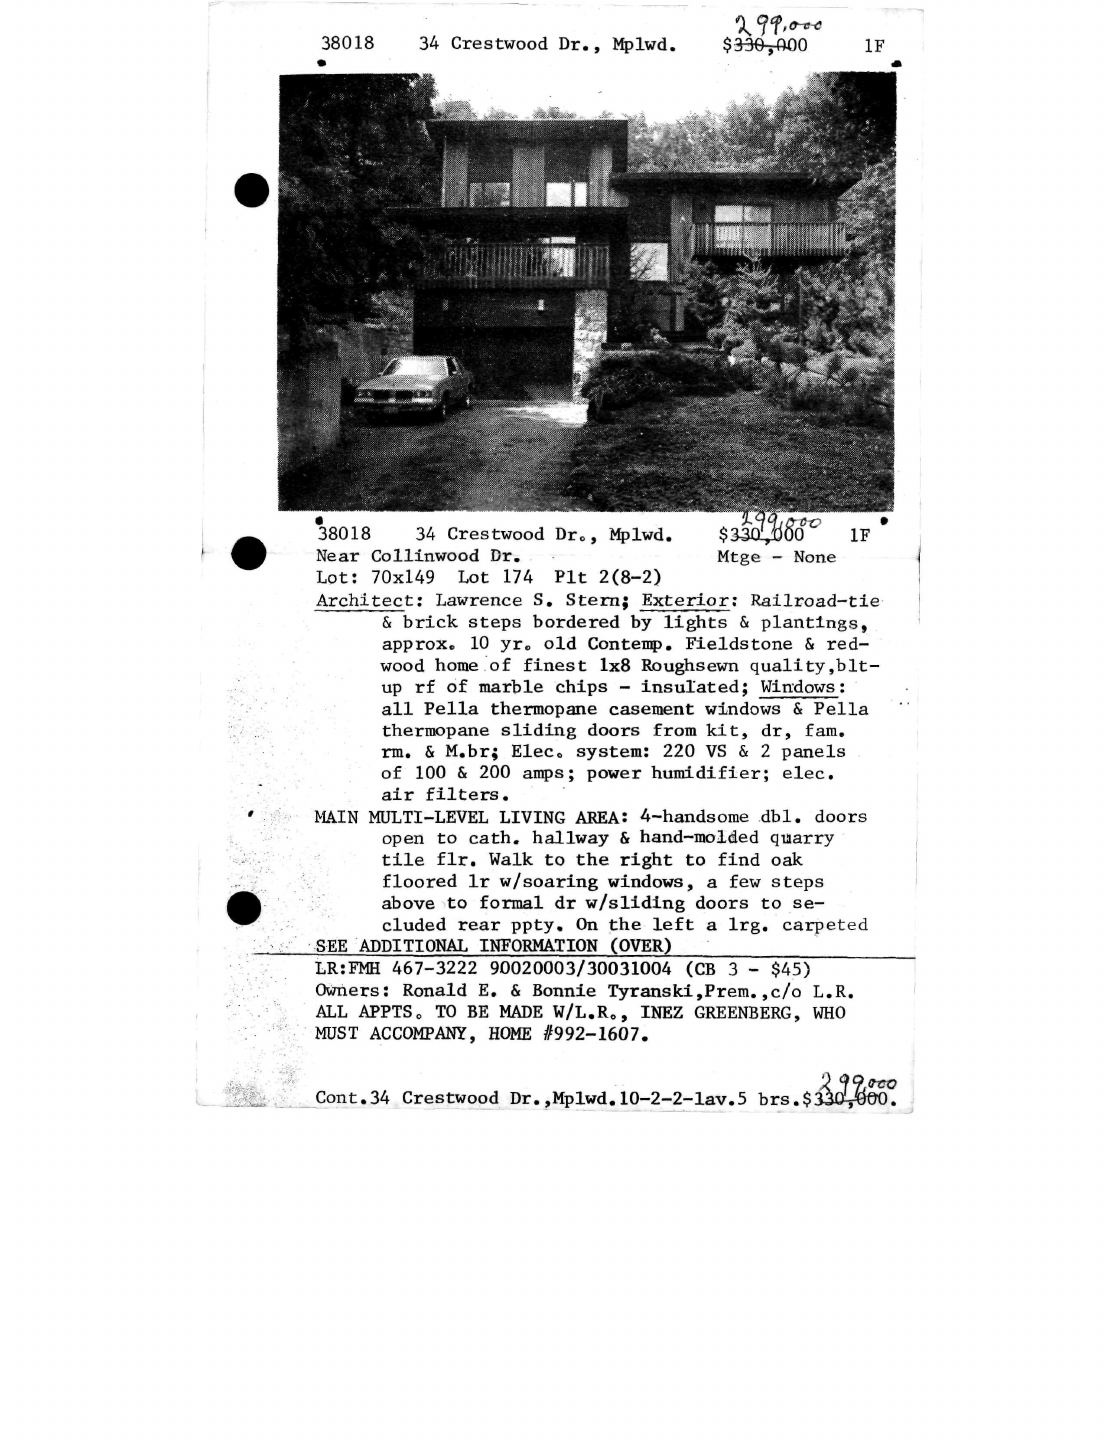 299,000
38018 34 Crestwood Dr., Mplwd. $330,000 1F
299,000
38018 34 Crestwood Dr., Mplwd. $330,000 1F
Near Collinwood Dr. Mtge - None
Lot: 70x149 Lot 174 Plt 2(8-2)
Architect: Lawrence S. Stern; Exterior: Railroad-tie
& brick steps bordered by lights & plantings,
approx. 10 yr. old Contemp. Fieldstone & red-
wood home of finest 1x8 Roughsewn quality,blt-
up rf of marble chips - insulated; Windows:
all Pella thermopane casement windows & Pella
thermopane sliding doors from kit, dr, fam.
rm. & M.br; Elec. system: 220 VS & 2 panels
of 100 & 200 amps; power humidifier; elec.
air filters.
MAIN MULTI-LEVEL LIVING AREA: 4-handsome dbl. doors
open to cath. hallway & hand-molded quarry
tile flr. Walk to the right to find oak
floored lr w/soaring windows, a few steps
above to formal dr w/sliding doors to se-
cluded rear ppty. On the left a lrg. carpeted
SEE ADDITIONAL INFORMATION (OVER)
LR:FMH 467-3222 90020003/30031004 (CB 3 - $45)
Owners: Ronald E. & Bonnie Tyranski,Prem.,c/o L.R.
ALL APPTS. TO BE MADE W/L.R., INEZ GREENBERG, WHO
MUST ACCOMPANY, HOME #992-1607.
299,000
Cont.34 Crestwood Dr.,Mplwd.10-2-2-1av.5 brs.$330,000.